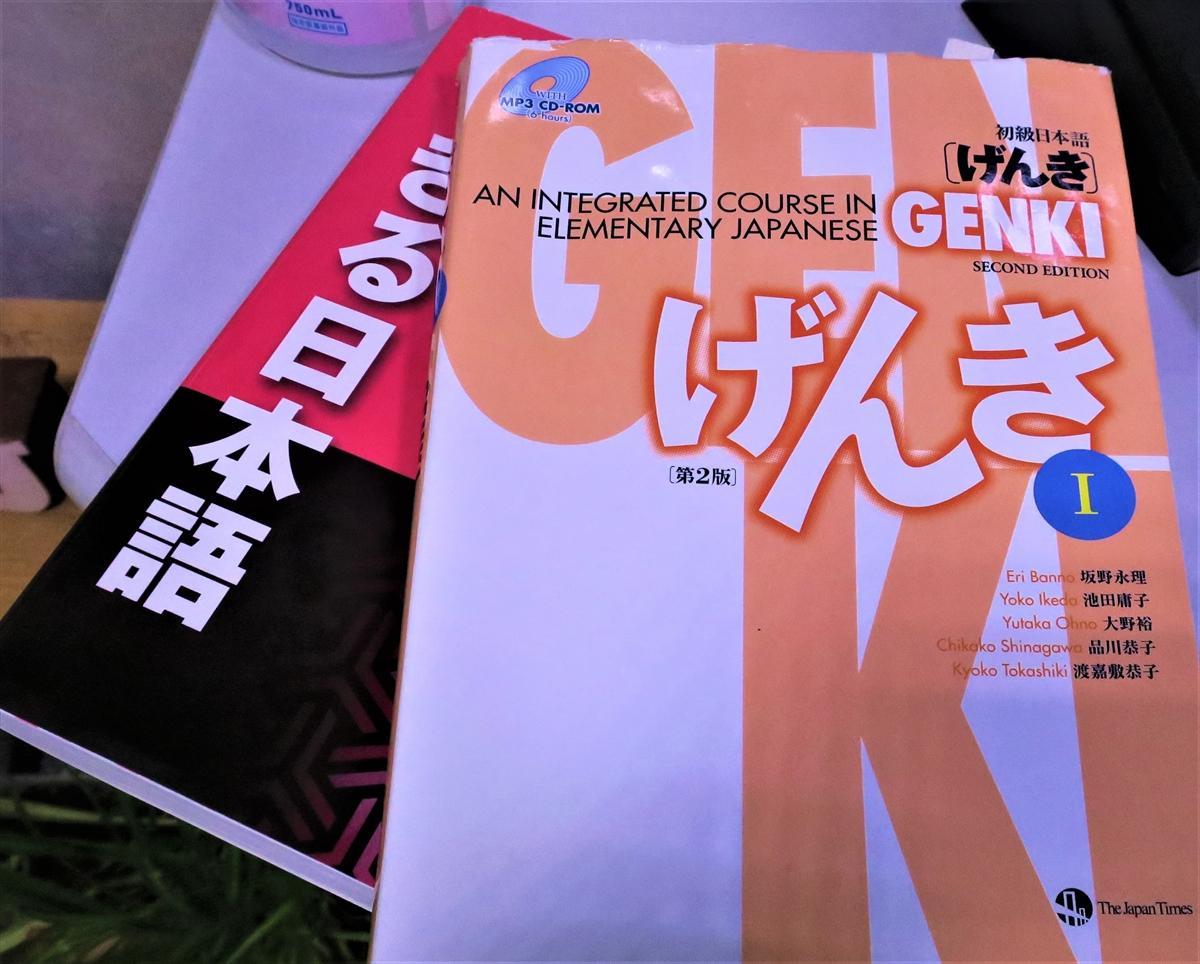 750mL
WITH
MP3 CD-ROM
(6 hours)
初級日本語
[げんき]
AN INTEGRATED COURSE IN
ELEMENTARY JAPANESE
GENKI
SECOND EDITION
GEN
KI
げんき
[第2版]
I
Eri Banno 坂野永理
Yoko Ikeda 池田庸子
Yutaka Ohno 大野裕
Chikako Shinagawa 品川恭子
Kyoko Tokashiki 渡嘉敷恭子
The Japan Times
る日本語